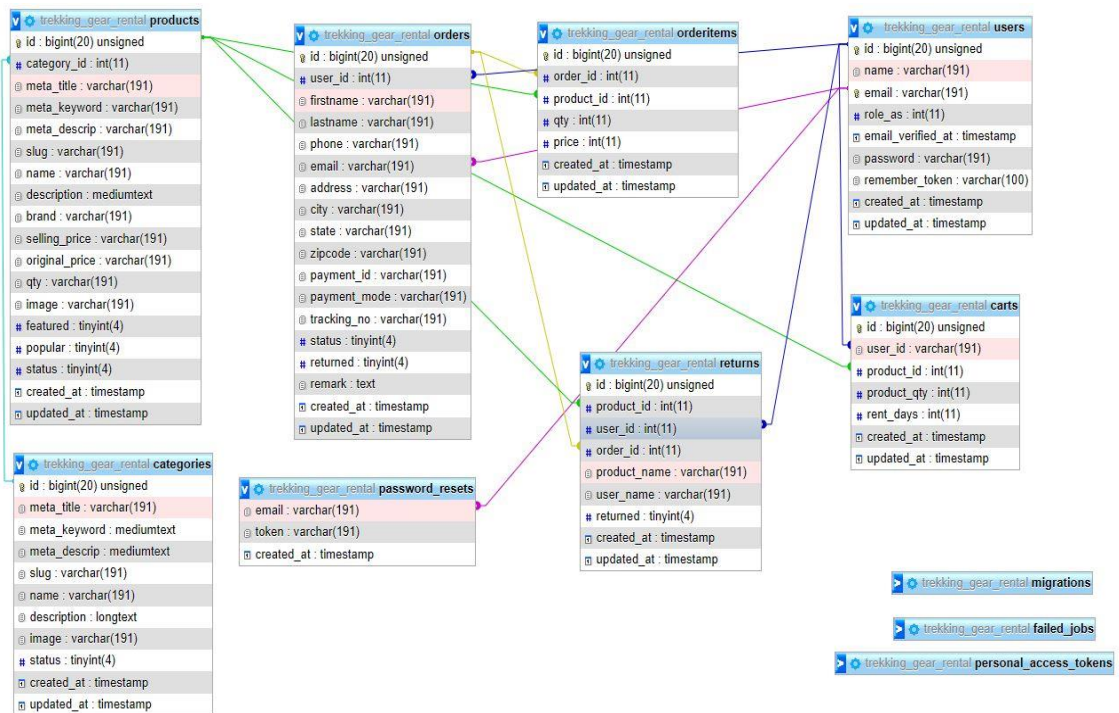 trekking_gear_rental products
id : bigint(20) unsigned
category_id : int(11)
meta_title : varchar(191)
meta_keyword : varchar(191)
meta_descrip : varchar(191)
slug : varchar(191)
name : varchar(191)
description : mediumtext
brand : varchar(191)
selling_price : varchar(191)
original_price : varchar(191)
qty : varchar(191)
image : varchar(191)
featured : tinyint(4)
popular : tinyint(4)
status : tinyint(4)
created_at : timestamp
updated_at : timestamp
trekking_gear_rental orders
id : bigint(20) unsigned
user_id : int(11)
firstname : varchar(191)
lastname : varchar(191)
phone : varchar(191)
email : varchar(191)
address : varchar(191)
city : varchar(191)
state : varchar(191)
zipcode : varchar(191)
payment_id : varchar(191)
payment_mode : varchar(191)
tracking_no : varchar(191)
status : tinyint(4)
returned : tinyint(4)
remark : text
created_at : timestamp
updated_at : timestamp
trekking_gear_rental orderitems
id : bigint(20) unsigned
order_id : int(11)
product_id : int(11)
qty : int(11)
price : int(11)
created_at : timestamp
updated_at : timestamp
trekking_gear_rental users
id : bigint(20) unsigned
name : varchar(191)
email : varchar(191)
role_as : int(11)
email_verified_at : timestamp
password : varchar(191)
remember_token : varchar(100)
created_at : timestamp
updated_at : timestamp
trekking_gear_rental carts
id : bigint(20) unsigned
user_id : varchar(191)
product_id : int(11)
product_qty : int(11)
rent_days : int(11)
created_at : timestamp
updated_at : timestamp
trekking_gear_rental returns
id : bigint(20) unsigned
product_id : int(11)
user_id : int(11)
order_id : int(11)
product_name : varchar(191)
user_name : varchar(191)
returned : tinyint(4)
created_at : timestamp
updated_at : timestamp
trekking_gear_rental categories
id : bigint(20) unsigned
meta_title : varchar(191)
meta_keyword : mediumtext
meta_descrip : mediumtext
slug : varchar(191)
name : varchar(191)
description : longtext
image : varchar(191)
status : tinyint(4)
created_at : timestamp
updated_at : timestamp
trekking_gear_rental password_resets
email : varchar(191)
token : varchar(191)
created_at : timestamp
trekking_gear_rental migrations
trekking_gear_rental failed_jobs
trekking_gear_rental personal_access_tokens